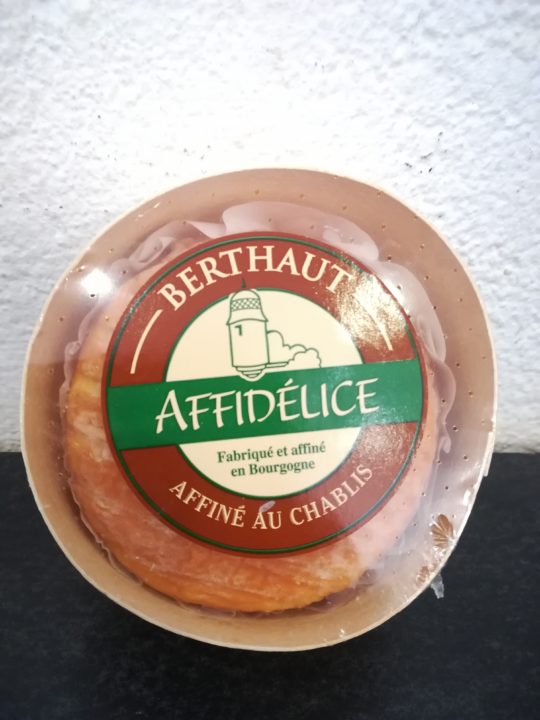 BERTHAUT
AFFIDÉLICE
Fabriqué et affiné
en Bourgogne
AFFINÉ AU CHABLIS